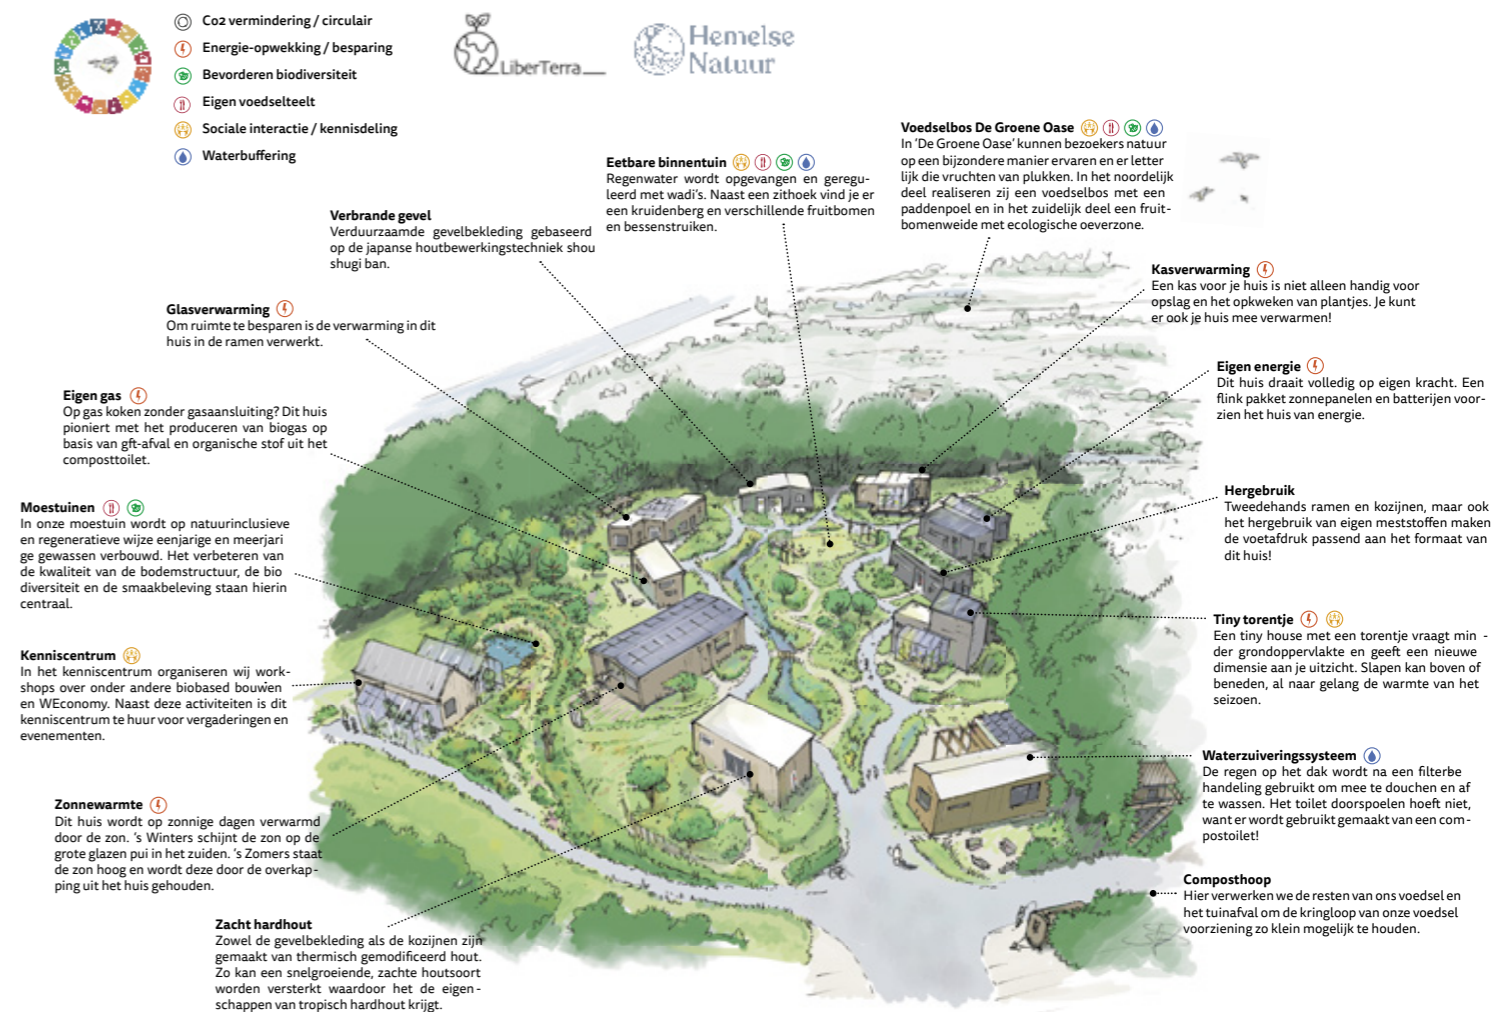 Co2 vermindering / circulair
Energie-opwekking / besparing
Bevorderen biodiversiteit
Eigen voedselteelt
Sociale interactie / kennisdeling
Waterbuffering
LiberTerra
Hemelse
Natuur
Voedselbos De Groene Oase
In ‘De Groene Oase’ kunnen bezoekers natuur
op een bijzondere manier ervaren en er letter
lijk die vruchten van plukken. In het noordelijk
deel realiseren zij een voedselbos met een
paddenpoel en in het zuidelijk deel een fruit-
bomenweide met ecologische oeverzone.
Eetbare binnentuin
Regenwater wordt opgevangen en geregu-
leerd met wadi's. Naast een zithoek vind je er
een kruidenberg en verschillende fruitbomen
en bessenstruiken.
Verbrande gevel
Verduurzaamde gevelbekleding gebaseerd
op de japanse houtbewerkingstechniek shou
shugi ban.
Kasverwarming
Een kas voor je huis is niet alleen handig voor
opslag en het opkweken van plantjes. Je kunt
er ook je huis mee verwarmen!
Glasverwarming
Om ruimte te besparen is de verwarming in dit
huis in de ramen verwerkt.
Eigen energie
Dit huis draait volledig op eigen kracht. Een
flink pakket zonnepanelen en batterijen voor-
zien het huis van energie.
Eigen gas
Op gas koken zonder gasaansluiting? Dit huis
pioniert met het produceren van biogas op
basis van gft-afval en organische stof uit het
composttoilet.
Hergebruik
Tweedehands ramen en kozijnen, maar ook
het hergebruik van eigen meststoffen maken
de voetafdruk passend aan het formaat van
dit huis!
Moestuinen
In onze moestuin wordt op natuurinclusieve
en regeneratieve wijze eenjarige en meerjari
ge gewassen verbouwd. Het verbeteren van
de kwaliteit van de bodemstructuur, de bio
diversiteit en de smaakbeleving staan hierin
centraal.
Tiny torentje
Een tiny house met een torentje vraagt min -
der grondoppervlakte en geeft een nieuwe
dimensie aan je uitzicht. Slapen kan boven of
beneden, al naar gelang de warmte van het
seizoen.
Kenniscentrum
In het kenniscentrum organiseren wij work-
shops over onder andere biobased bouwen
en WEconomy. Naast deze activiteiten is dit
kenniscentrum te huur voor vergaderingen en
evenementen.
Waterzuiveringssysteem
De regen op het dak wordt na een filterbe
handeling gebruikt om mee te douchen en af
te wassen. Het toilet doorspoelen hoeft niet,
want er wordt gebruikt gemaakt van een com-
postoilet!
Zonnewarmte
Dit huis wordt op zonnige dagen verwarmd
door de zon. ‘s Winters schijnt de zon op de
grote glazen pui in het zuiden. ‘s Zomers staat
de zon hoog en wordt deze door de overkap-
ping uit het huis gehouden.
Composthoop
Hier verwerken we de resten van ons voedsel en
het tuinafval om de kringloop van onze voedsel
voorziening zo klein mogelijk te houden.
Zacht hardhout
Zowel de gevelbekleding als de kozijnen zijn
gemaakt van thermisch gemodificeerd hout.
Zo kan een snelgroeiende, zachte houtsoort
worden versterkt waardoor het de eigen -
schappen van tropisch hardhout krijgt.